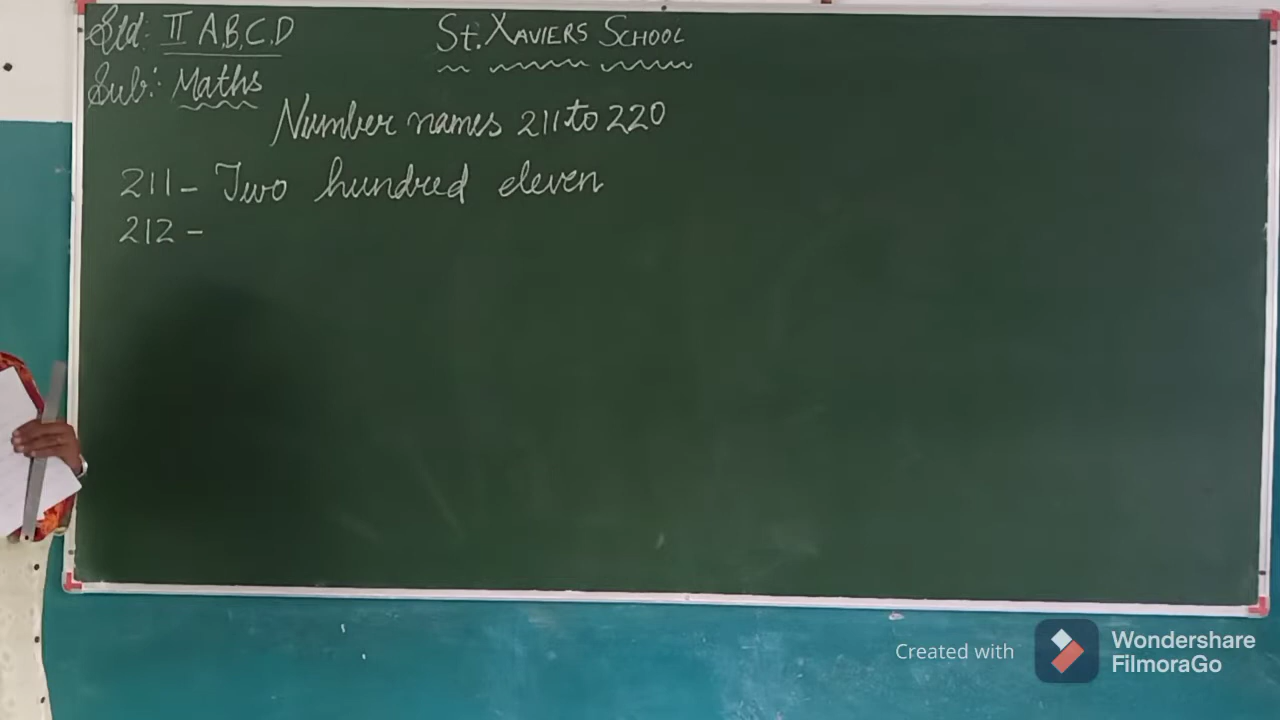 Std: II A,B,C,D
St. XAVIERS SCHOOL
Sub: Maths
Number names 211 to 220
211 - Two hundred eleven
212 -
Created with
Wondershare
FilmoraGo